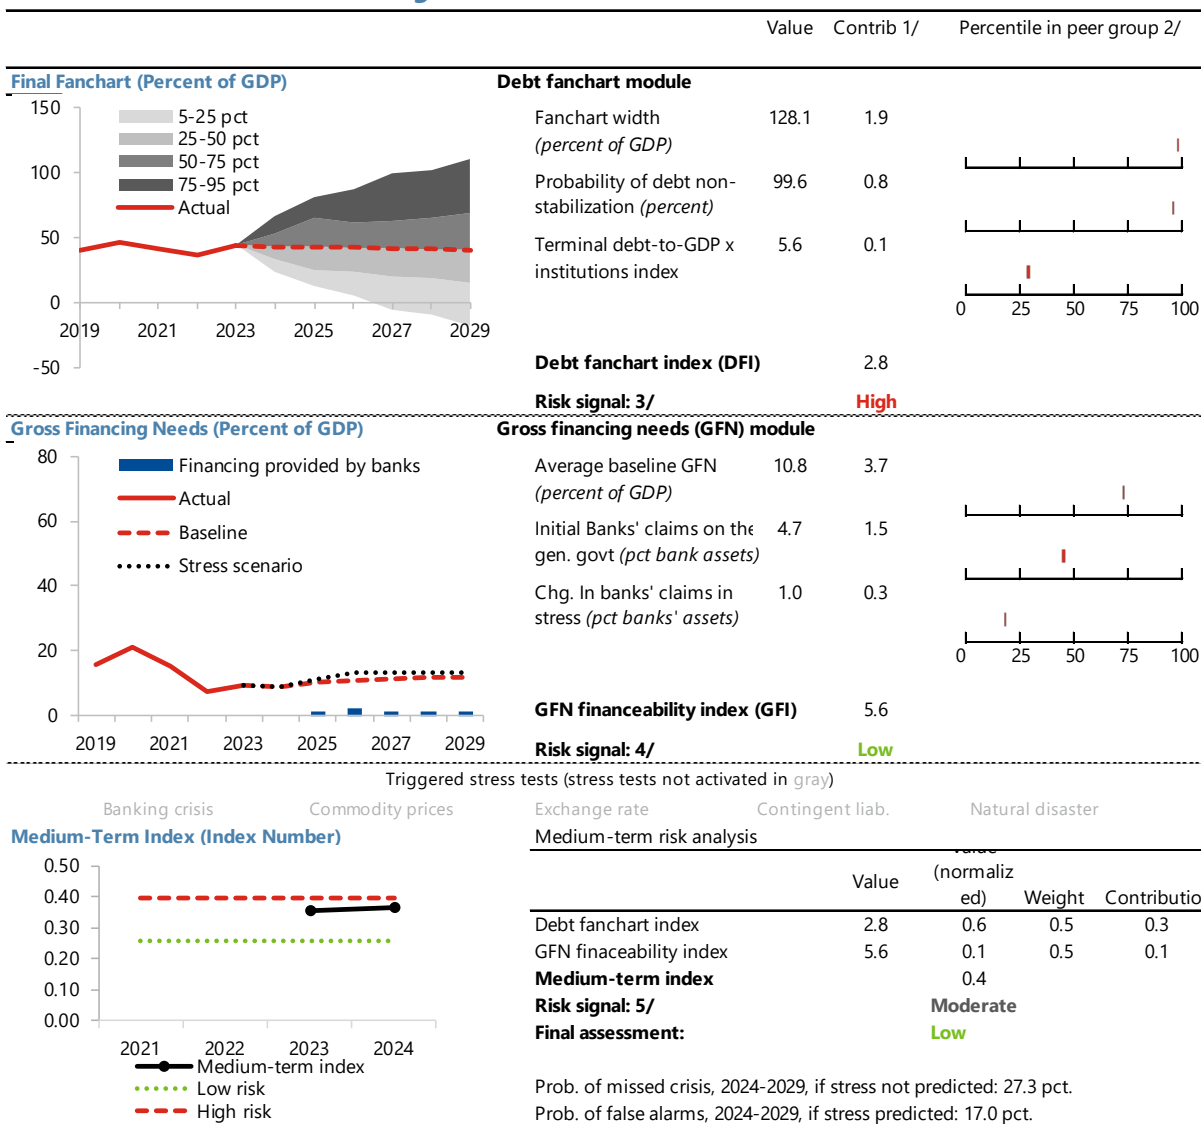 Value Contrib 1/ Percentile in peer group 2/
Final Fanchart (Percent of GDP)
150
100
50
0
-50
5-25 pct
25-50 pct
50-75 pct
75-95 pct
Actual
2019 2021 2023 2025 2027 2029
Debt fanchart module
Fanchart width 128.1 1.9
(percent of GDP)
Probability of debt non- 99.6 0.8
stabilization (percent)
Terminal debt-to-GDP x 5.6 0.1
institutions index
0 25 50 75 100
Debt fanchart index (DFI) 2.8
Risk signal: 3/ High
Gross Financing Needs (Percent of GDP)
80
60
40
20
0
Financing provided by banks
Actual
Baseline
Stress scenario
2019 2021 2023 2025 2027 2029
Gross financing needs (GFN) module
Average baseline GFN 10.8 3.7
(percent of GDP)
Initial Banks' claims on the 4.7 1.5
gen. govt (pct bank assets)
Chg. In banks' claims in 1.0 0.3
stress (pct banks' assets)
0 25 50 75 100
GFN financeability index (GFI) 5.6
Risk signal: 4/ Low
Triggered stress tests (stress tests not activated in gray)
Banking crisis Commodity prices Exchange rate Contingent liab. Natural disaster
Medium-Term Index (Index Number)
0.50
0.40
0.30
0.20
0.10
0.00
2021 2022 2023 2024
Medium-term index
Low risk
High risk
Medium-term risk analysis
Value (normaliz
ed) Weight Contributio
Debt fanchart index 2.8 0.6 0.5 0.3
GFN finaceability index 5.6 0.1 0.5 0.1
Medium-term index 0.4
Risk signal: 5/ Moderate
Final assessment: Low
Prob. of missed crisis, 2024-2029, if stress not predicted: 27.3 pct.
Prob. of false alarms, 2024-2029, if stress predicted: 17.0 pct.